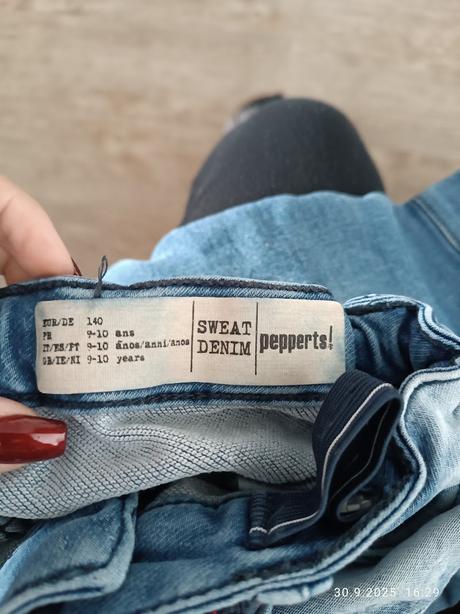 EUR/DE 140
FR 9-10 ans
IT/ES/PT 9-10 años/anni/anos
GB/IE/NI 9-10 years
SWEAT
DENIM
pepperts!
30.9.2025 16:29